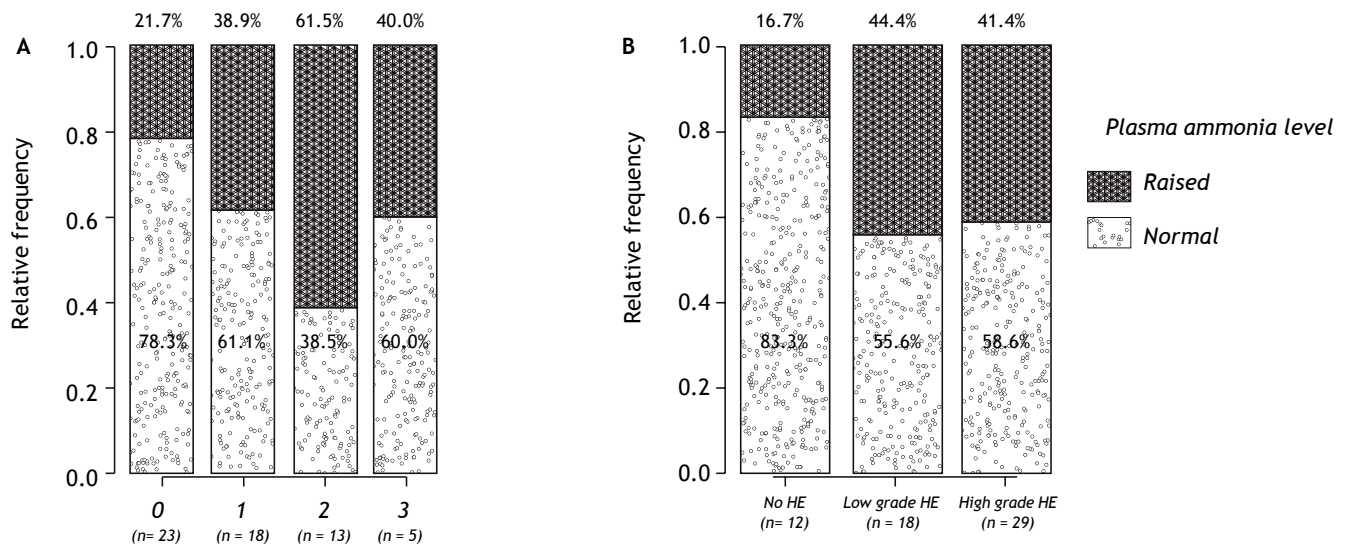 21.7% 38.9% 61.5% 40.0%
A
1.0
0.8
0.6
0.4
0.2
0.0
Relative frequency
78.3% 61.1% 38.5% 60.0%
0 1 2 3
(n= 23) (n = 18) (n = 13) (n = 5)
16.7% 44.4% 41.4%
B
1.0
0.8
0.6
0.4
0.2
0.0
Relative frequency
83.3% 55.6% 58.6%
No HE Low grade HE High grade HE
(n= 12) (n = 18) (n = 29)
Plasma ammonia level
Raised
Normal